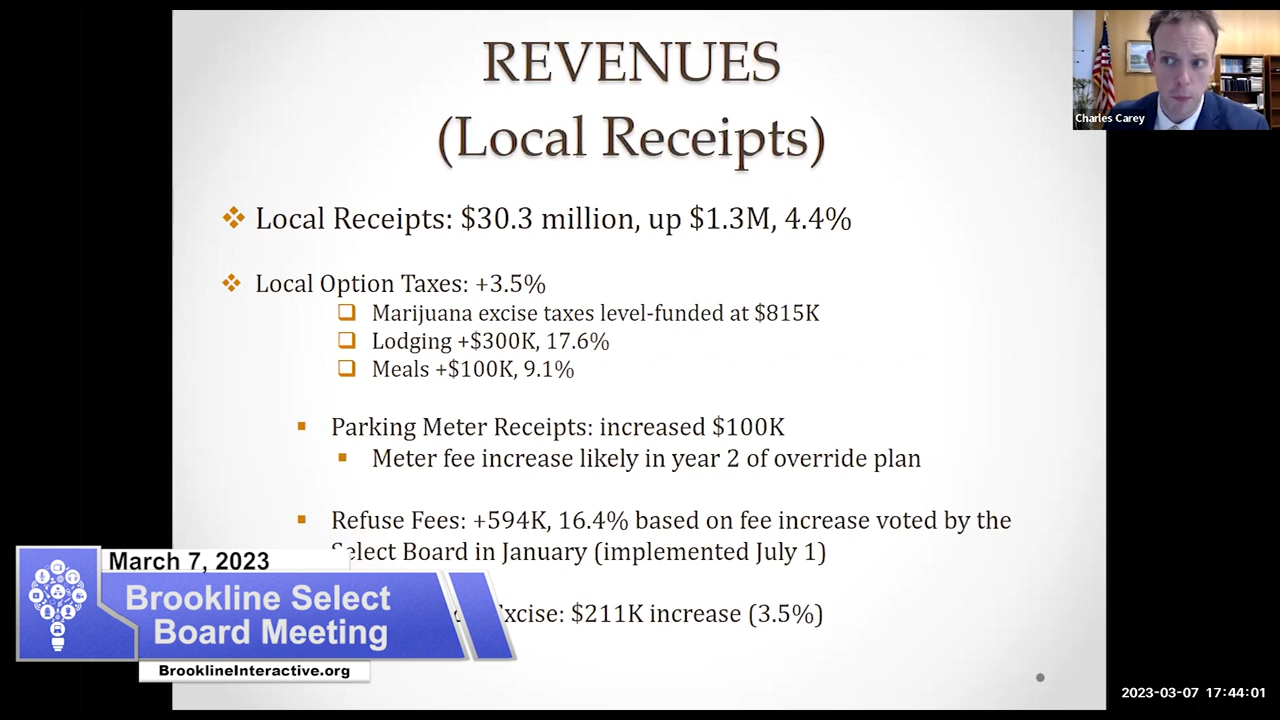 REVENUES
(Local Receipts)
Charles Carey
Local Receipts: $30.3 million, up $1.3M, 4.4%
Local Option Taxes: +3.5%
Marijuana excise taxes level-funded at $815K
Lodging +$300K, 17.6%
Meals +$100K, 9.1%
Parking Meter Receipts: increased $100K
Meter fee increase likely in year 2 of override plan
Refuse Fees: +594K, 16.4% based on fee increase voted by the
Select Board in January (implemented July 1)
Excise: $211K increase (3.5%)
March 7, 2023
Brookline Select
Board Meeting
BrooklineInteractive.org
2023-03-07 17:44:01